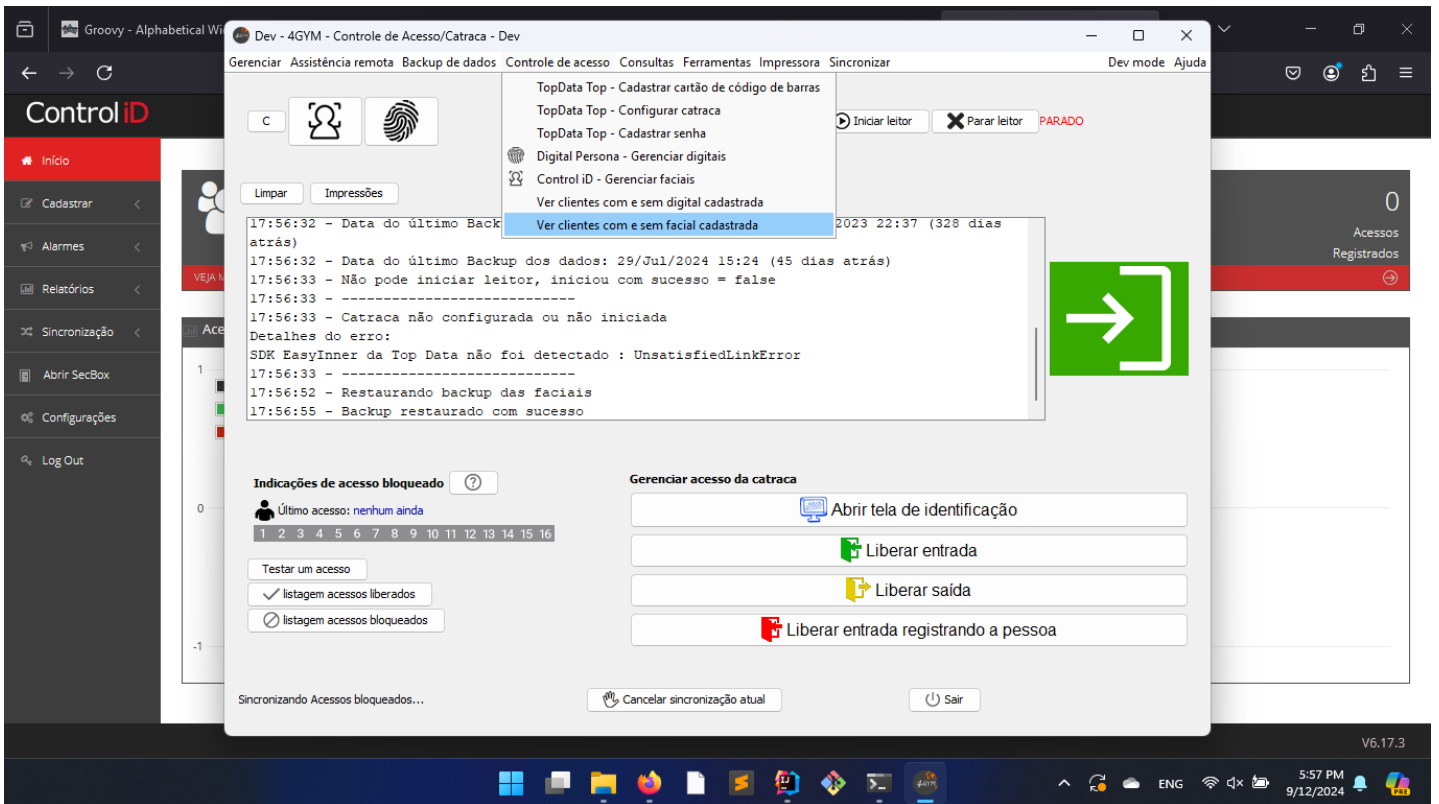 Groovy - Alphabetical Wi
Dev - 4GYM - Controle de Acesso/Catraca - Dev
Gerenciar Assistência remota Backup de dados Controle de acesso Consultas Ferramentas Impressora Sincronizar Dev mode Ajuda
Control iD
Início
Cadastrar
Alarmes
Relatórios
Sincronização
Abrir SecBox
Configurações
Log Out
VEJA
Ace
1
0
-1
C
TopData Top - Cadastrar cartão de código de barras
TopData Top - Configurar catraca
TopData Top - Cadastrar senha
Digital Persona - Gerenciar digitais
Control iD - Gerenciar faciais
Ver clientes com e sem digital cadastrada
Ver clientes com e sem facial cadastrada
Iniciar leitor Parar leitor PARADO
Limpar Impressões
17:56:32 - Data do último Back 2023 22:37 (328 dias
atrás)
17:56:32 - Data do último Backup dos dados: 29/Jul/2024 15:24 (45 dias atrás)
17:56:33 - Não pode iniciar leitor, iniciou com sucesso = false
17:56:33 - ----------------------------
17:56:33 - Catraca não configurada ou não iniciada
Detalhes do erro:
SDK EasyInner da Top Data não foi detectado : UnsatisfiedLinkError
17:56:33 - ----------------------------
17:56:52 - Restaurando backup das faciais
17:56:55 - Backup restaurado com sucesso
0
Acessos
Registrados
Indicações de acesso bloqueado
Último acesso: nenhum ainda
1 2 3 4 5 6 7 8 9 10 11 12 13 14 15 16
Testar um acesso
listagem acessos liberados
listagem acessos bloqueados
Gerenciar acesso da catraca
Abrir tela de identificação
Liberar entrada
Liberar saída
Liberar entrada registrando a pessoa
Sincronizando Acessos bloqueados...
Cancelar sincronização atual
Sair
V6.17.3
ENG
5:57 PM
9/12/2024
PRE